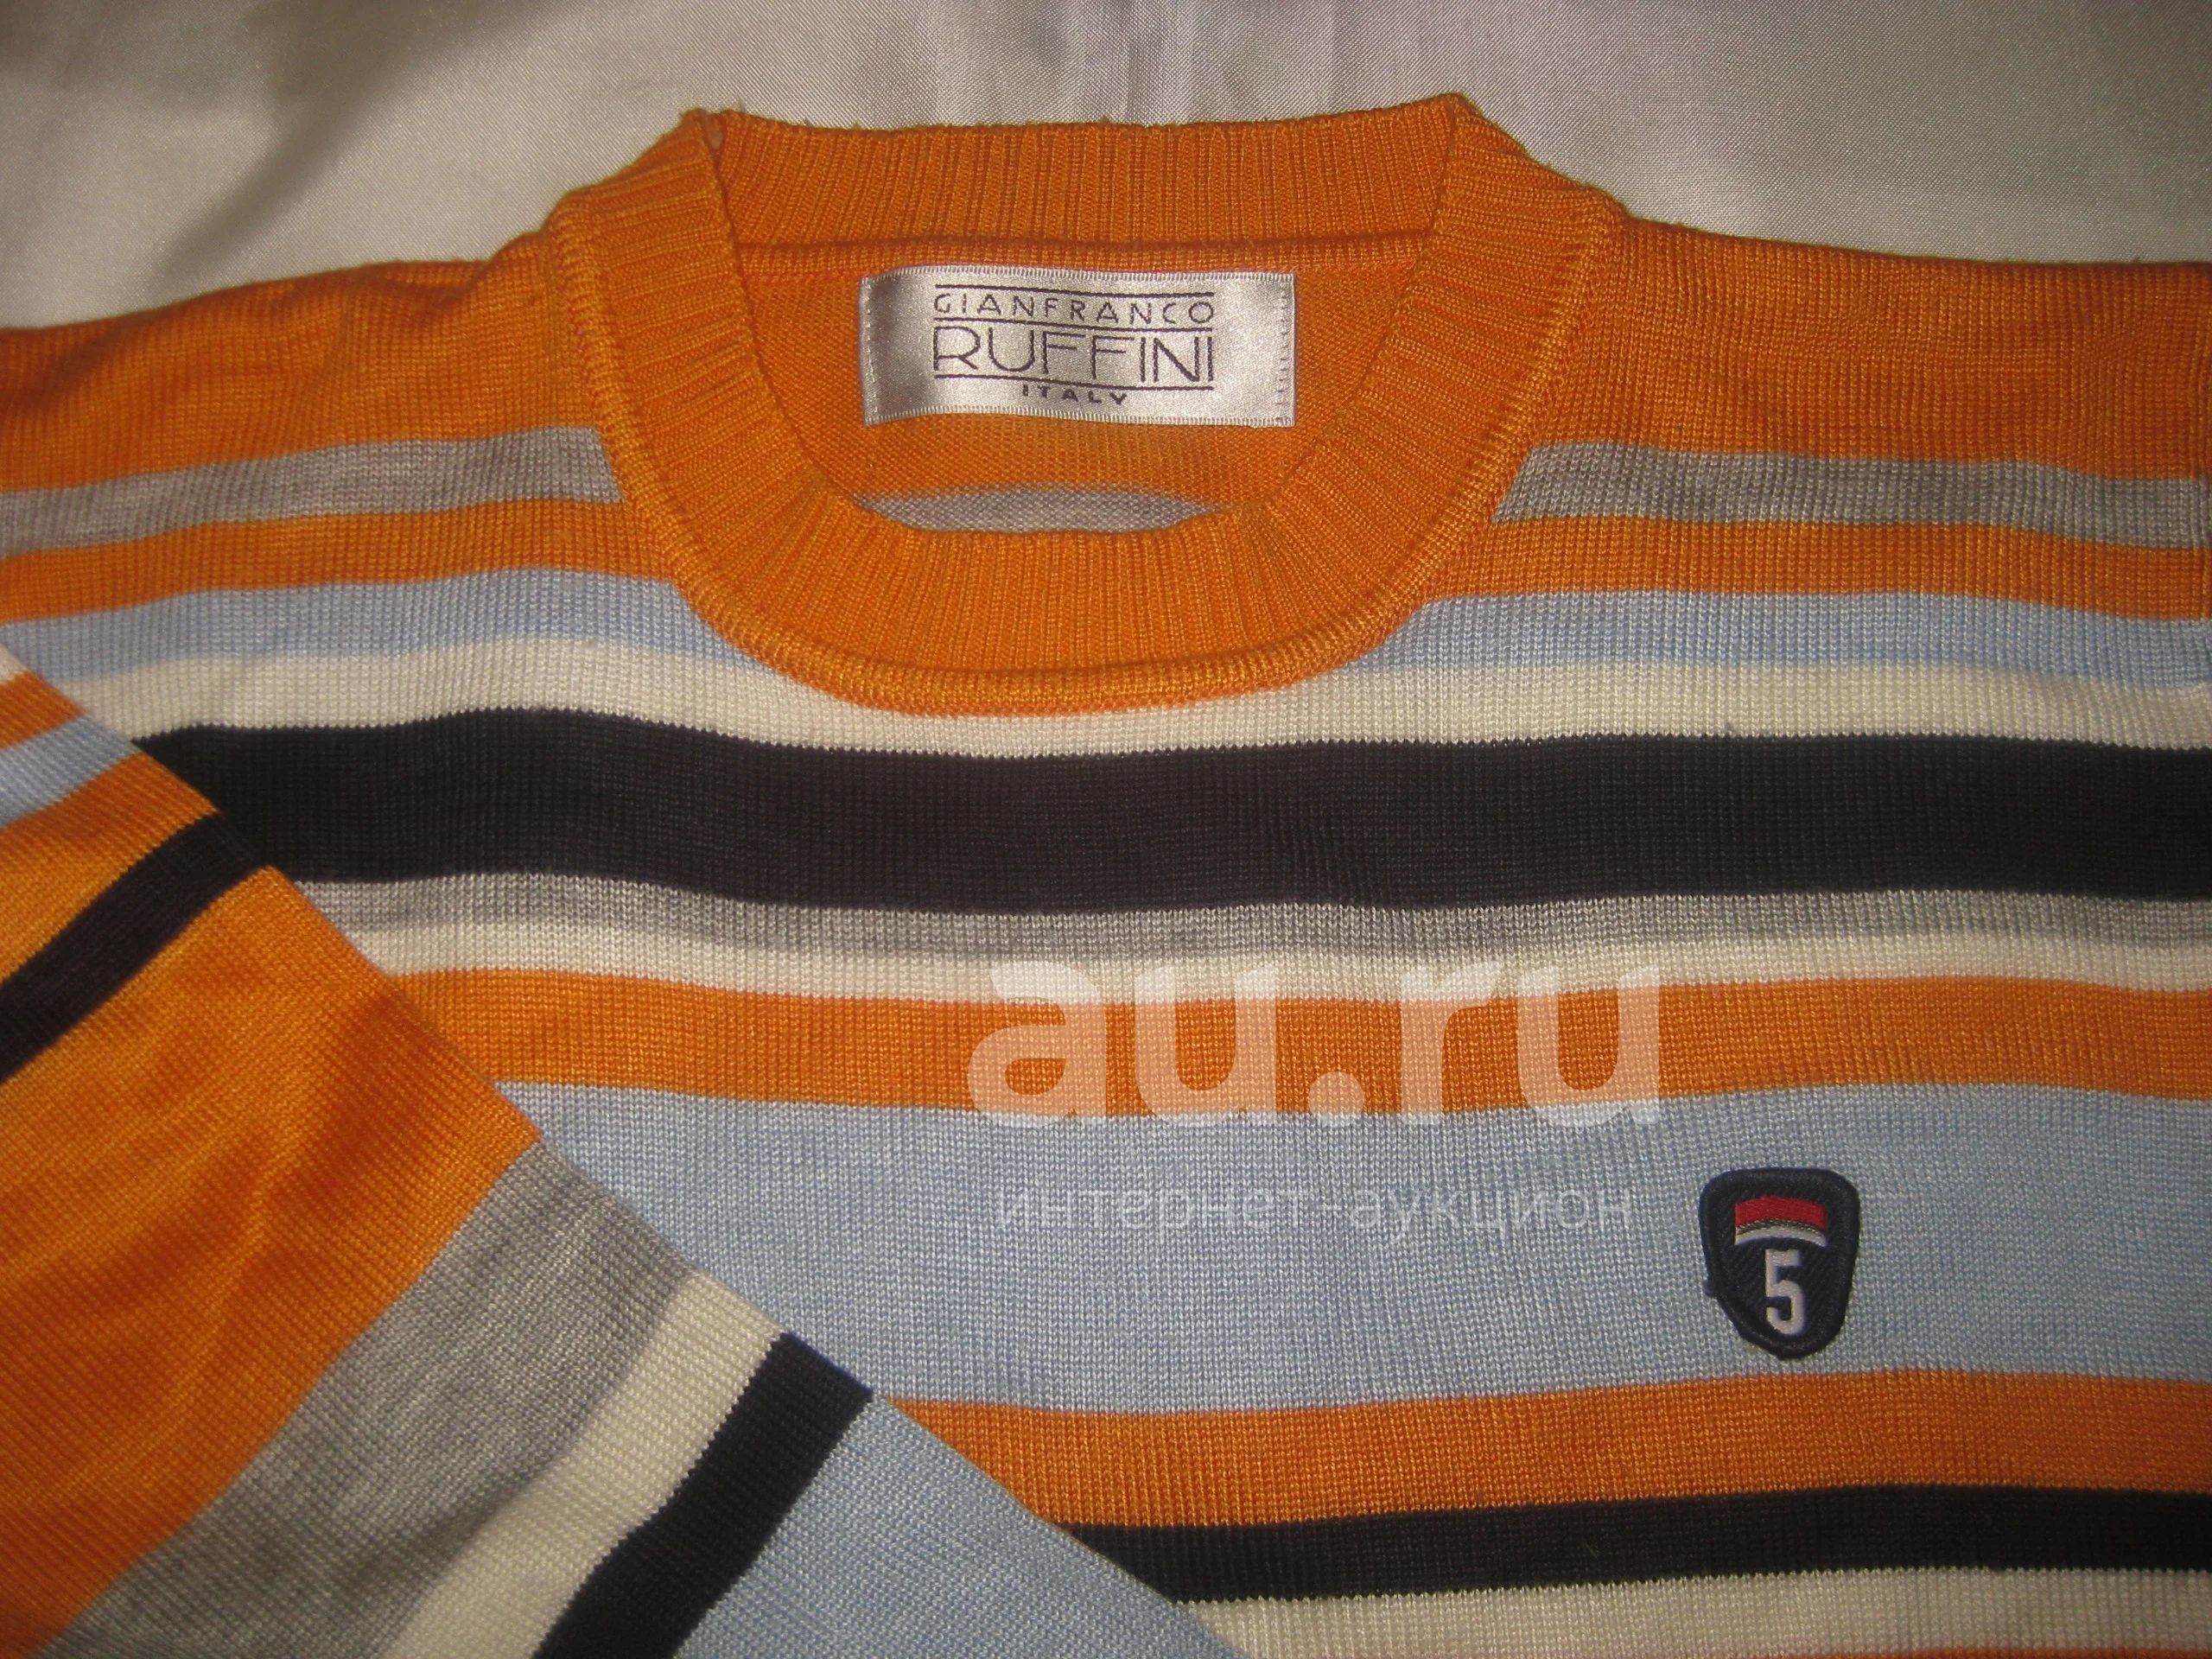 GIANFRANCO
RUFFINI
ITALY
au.ru
интернет-аукцион
5